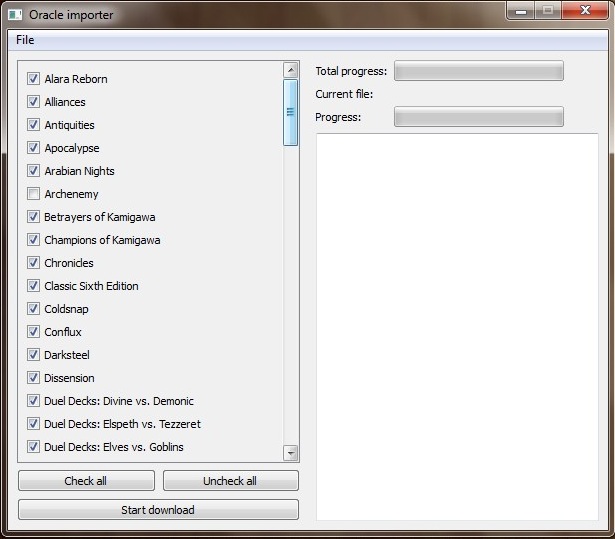 Oracle importer
File
Alara Reborn
Alliances
Antiquities
Apocalypse
Arabian Nights
Archenemy
Betrayers of Kamigawa
Champions of Kamigawa
Chronicles
Classic Sixth Edition
Coldsnap
Conflux
Darksteel
Dissension
Duel Decks: Divine vs. Demonic
Duel Decks: Elspeth vs. Tezzeret
Duel Decks: Elves vs. Goblins
Check all
Uncheck all
Start download
Total progress:
Current file:
Progress: